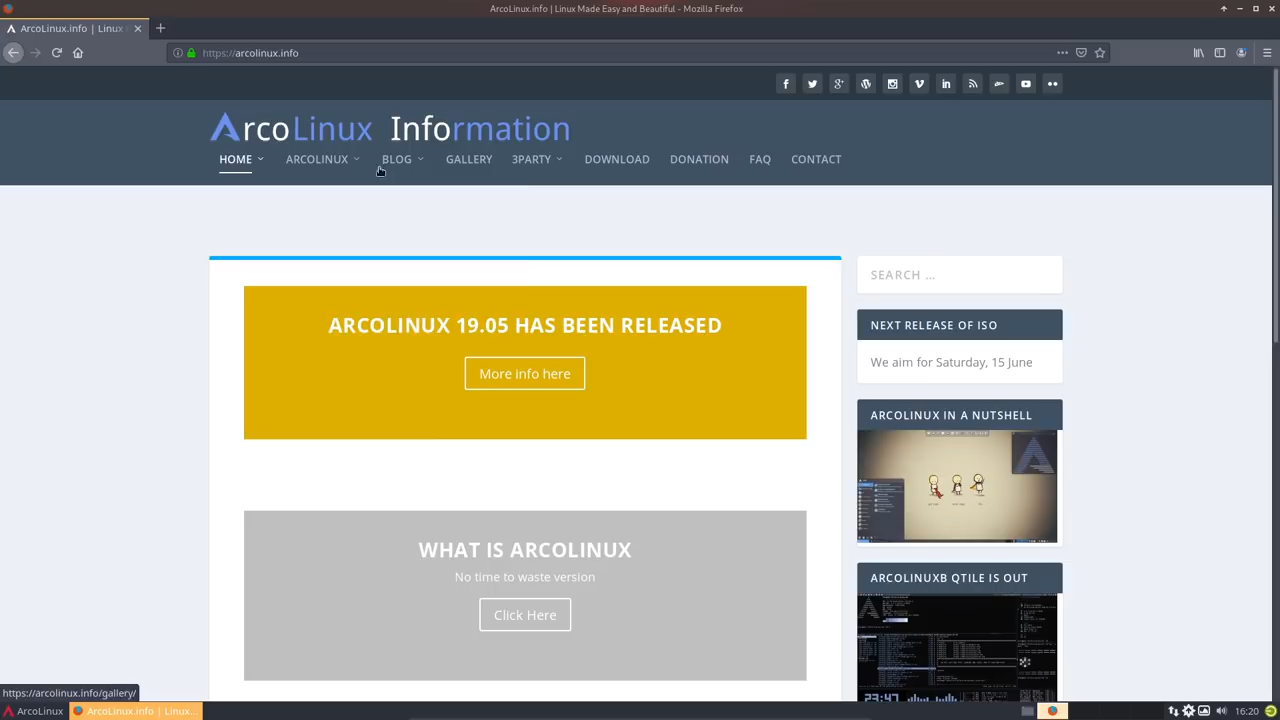 ArcoLinux.info | Linux Made Easy and Beautiful - Mozilla Firefox
ArcoLinux.info | Linux
https://arcolinux.info
ArcoLinux Information
HOME ARCOLINUX BLOG GALLERY 3PARTY DOWNLOAD DONATION FAQ CONTACT
ARCOLINUX 19.05 HAS BEEN RELEASED
More info here
WHAT IS ARCOLINUX
No time to waste version
Click Here
SEARCH …
NEXT RELEASE OF ISO
We aim for Saturday, 15 June
ARCOLINUX IN A NUTSHELL
ARCOLINUXB QTILE IS OUT
23:47
https://arcolinux.info/gallery/
ArcoLinux
ArcoLinux.info | Linux...
16:20